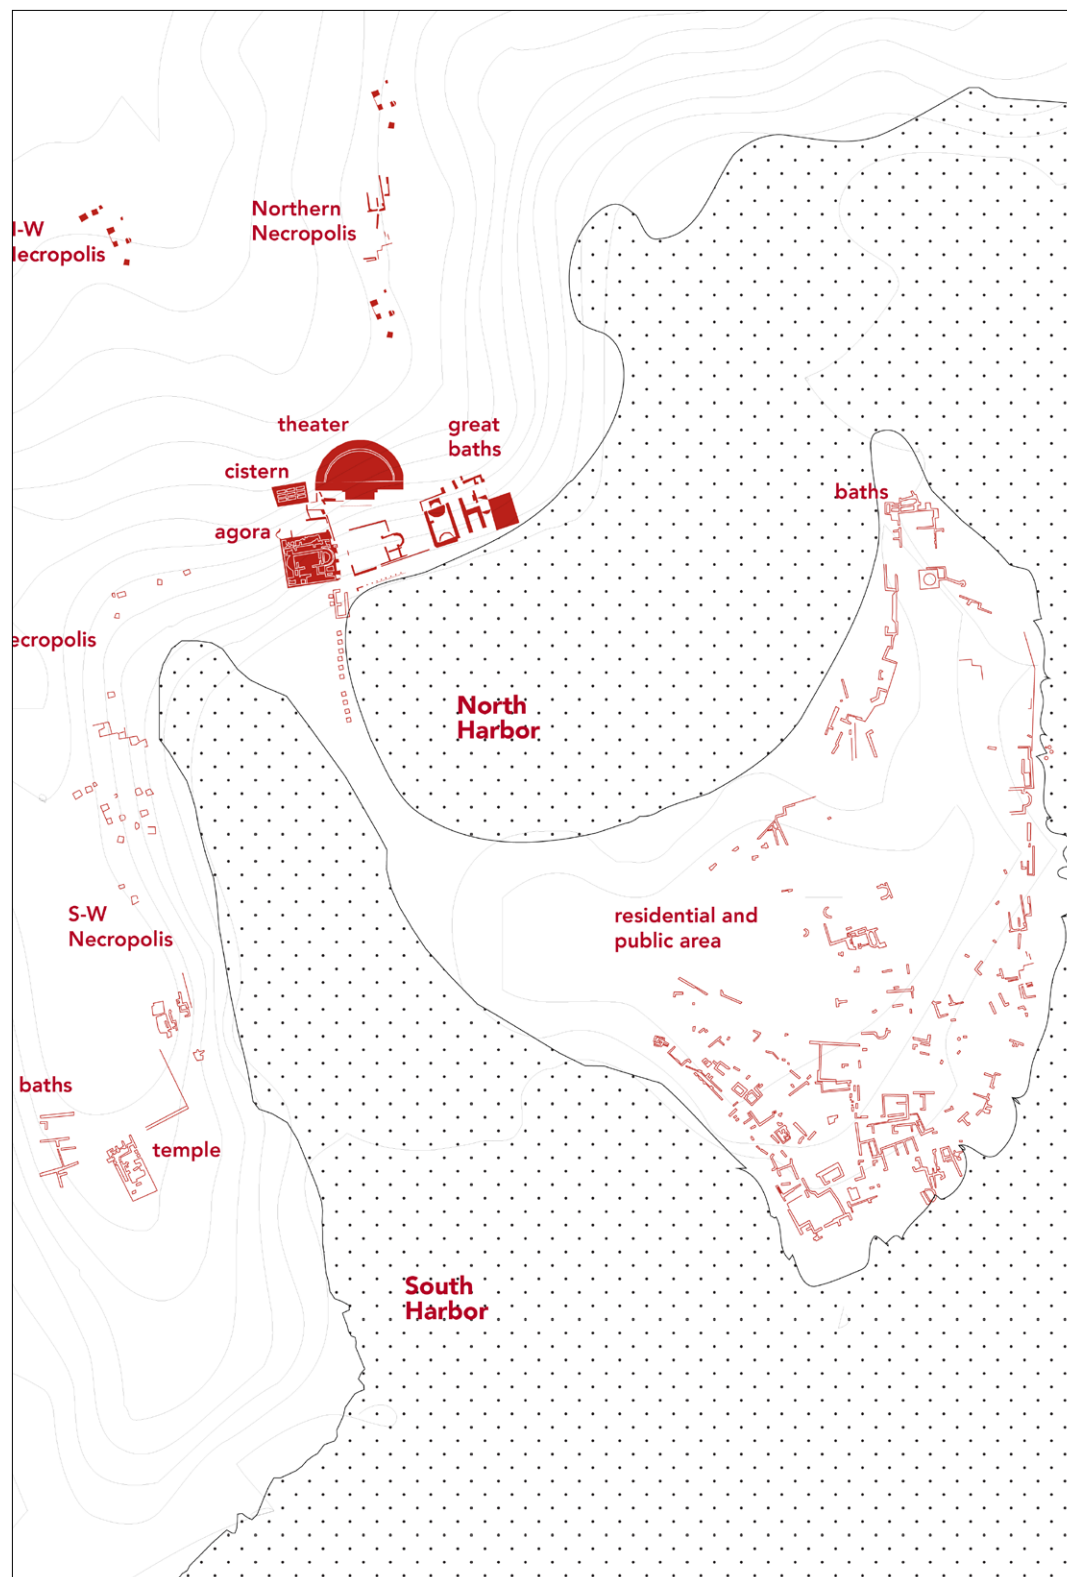 Northern
Necropolis
I-W
lecropolis
theater
great
baths
cistern
baths
agora
ecropolis
North
Harbor
S-W
Necropolis
residential and
public area
baths
temple
South
Harbor